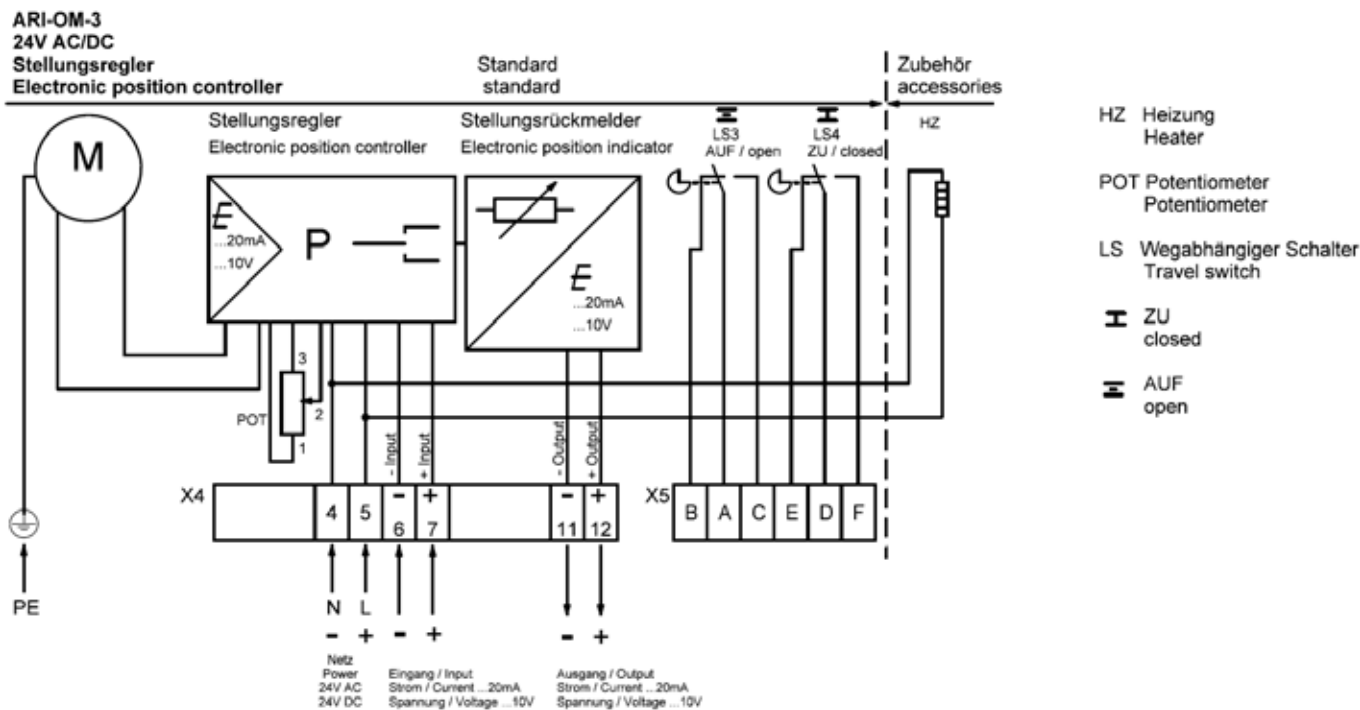 ARI-OM-3
24V AC/DC
Stellungsregler
Electronic position controller
Standard
standard
Zubehör
accessories
M
Stellungsregler
Electronic position controller
Stellungsrückmelder
Electronic position indicator
LS3
AUF / open
LS4
ZU / closed
HZ
HZ Heizung
Heater
POT Potentiometer
Potentiometer
LS Wegabhängiger Schalter
Travel switch
ZU
closed
AUF
open
E
...20mA
...10V
P
E
...20mA
...10V
POT
3
2
1
- Input
+ Input
- Output
+ Output
X4
4
5
- 6
+ 7
- 11
+ 12
X5
B A C E D F
PE
N L
- + - +
- +
Netz
Power
24V AC
24V DC
Eingang / Input
Strom / Current ...20mA
Spannung / Voltage ...10V
Ausgang / Output
Strom / Current ...20mA
Spannung / Voltage ...10V